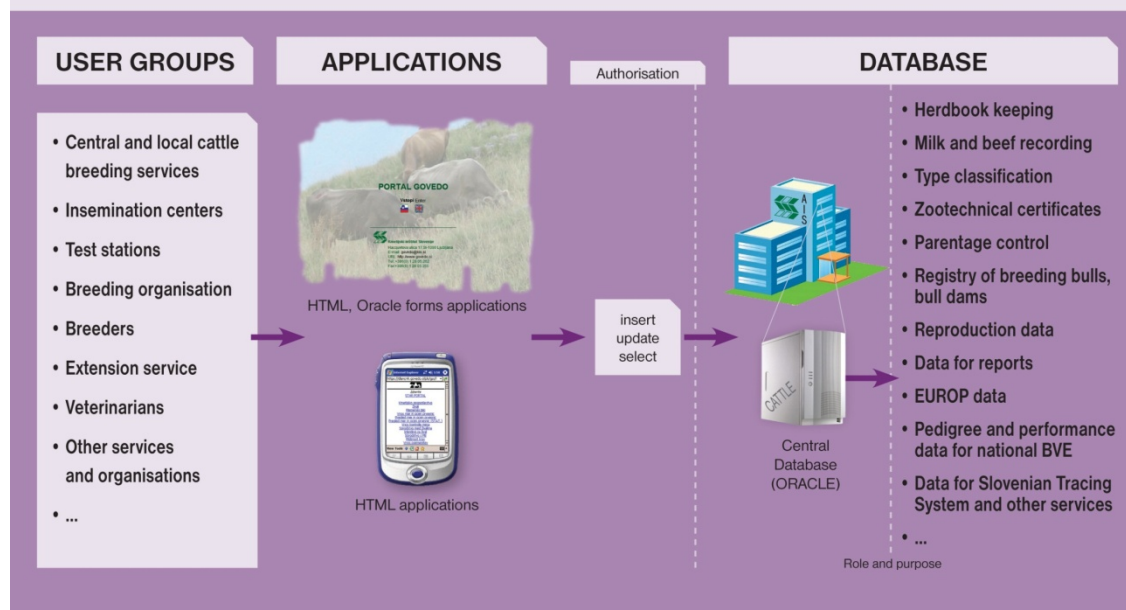 USER GROUPS
• Central and local cattle
breeding services
• Insemination centers
• Test stations
• Breeding organisation
• Breeders
• Extension service
• Veterinarians
• Other services
and organisations
• ...
APPLICATIONS
PORTAL GOVEDO
HTML, Oracle forms applications
HTML applications
Authorisation
insert
update
select
DATABASE
AIS
CATTLE
Central
Database
(ORACLE)
• Herdbook keeping
• Milk and beef recording
• Type classification
• Zootechnical certificates
• Parentage control
• Registry of breeding bulls,
bull dams
• Reproduction data
• Data for reports
• EUROP data
• Pedigree and performance
data for national BVE
• Data for Slovenian Tracing
System and other services
• ...
Role and purpose